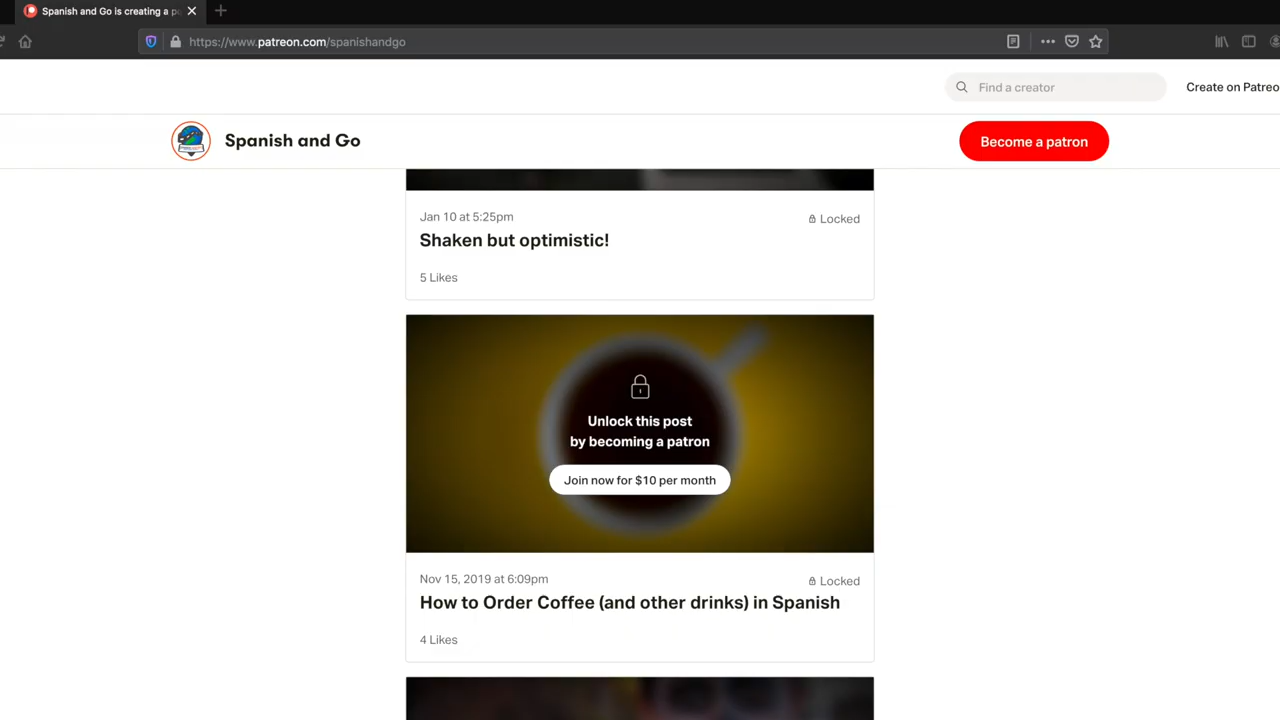 Spanish and Go is creating a
https://www.patreon.com/spanishandgo
Find a creator
Create on Patreo
Spanish and Go
Become a patron
Jan 10 at 5:25pm
Locked
Shaken but optimistic!
5 Likes
Unlock this post
by becoming a patron
Join now for $10 per month
Nov 15, 2019 at 6:09pm
Locked
How to Order Coffee (and other drinks) in Spanish
4 Likes